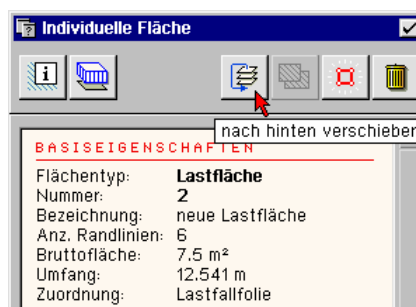 Individuelle Fläche
i
nach hinten verschieben
BASISEIGENSCHAFTEN
Flächentyp: Lastfläche
Nummer: 2
Bezeichnung: neue Lastfläche
Anz. Randlinien: 6
Bruttofläche: 7.5 m²
Umfang: 12.541 m
Zuordnung: Lastfallfolie